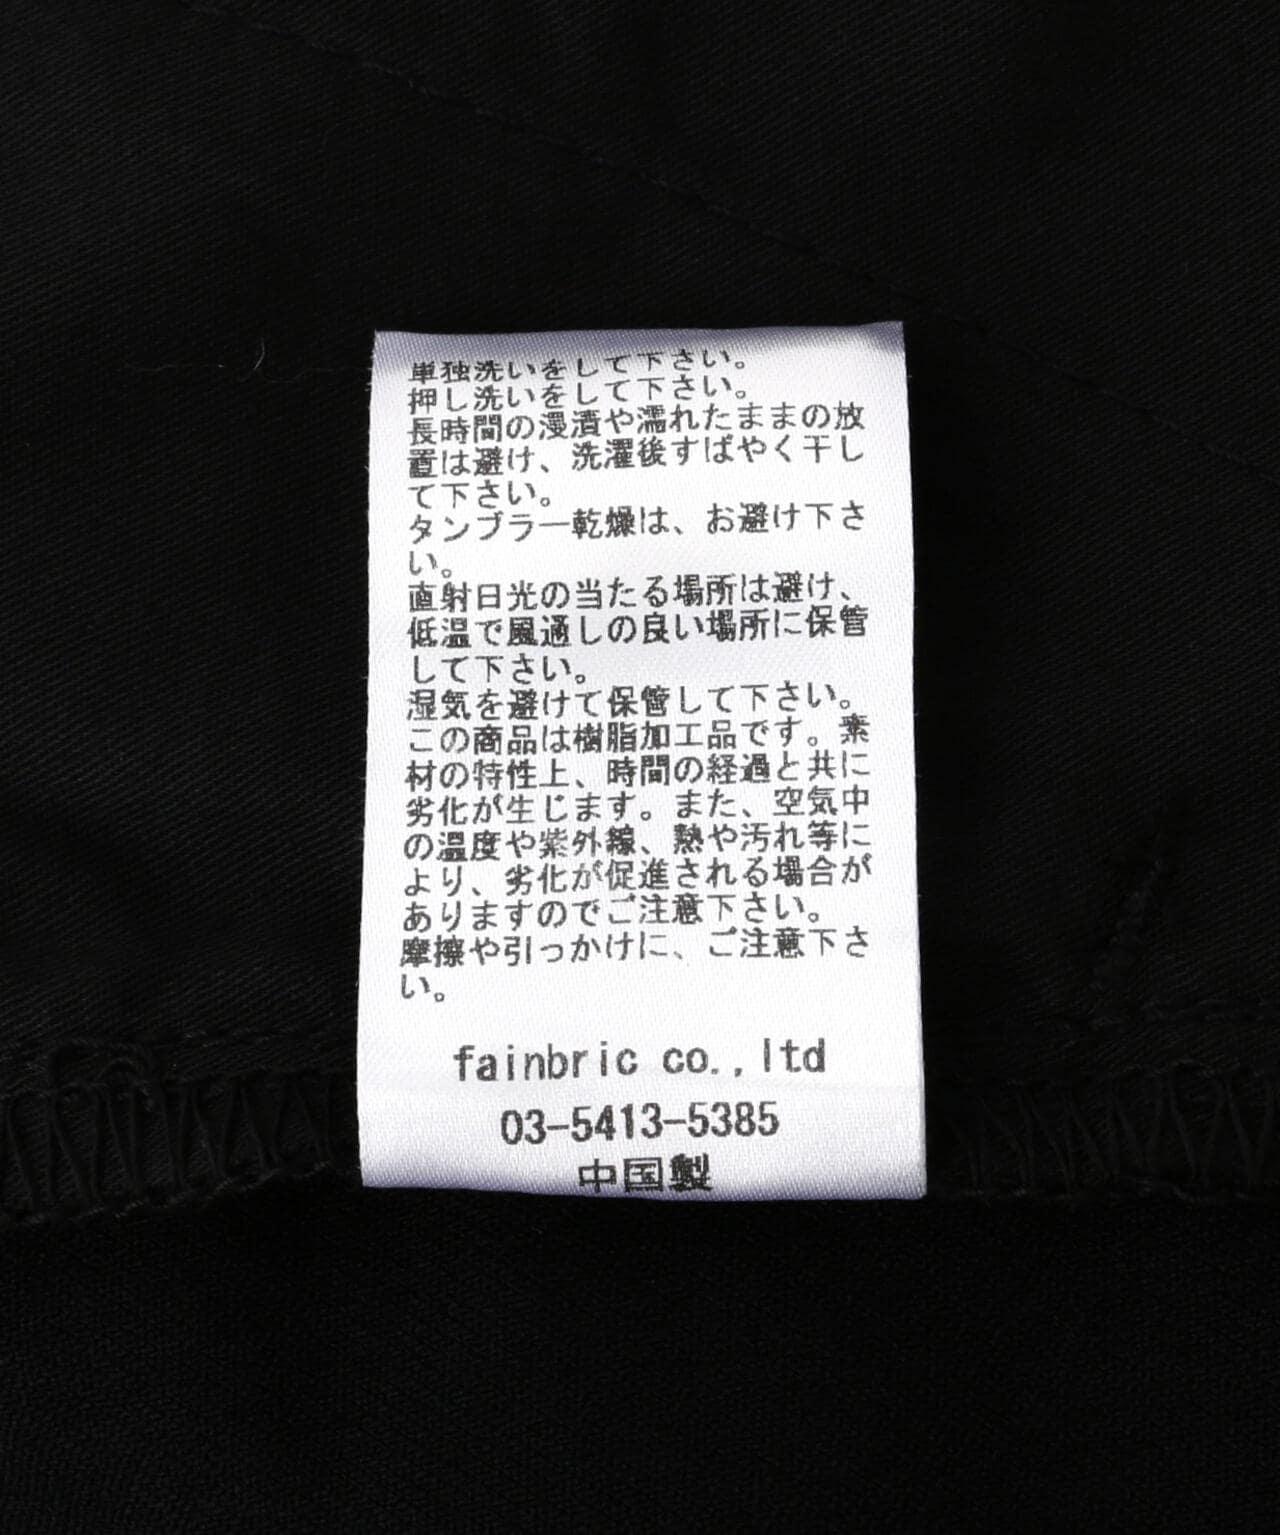 単独洗いをして下さい。
押し洗いをして下さい。
長時間の浸漬や濡れたままの放
置は避け、洗濯後すばやく干し
て下さい。
タンブラー乾燥は、お避け下さ
い。
直射日光の当たる場所は避け、
低温で風通しの良い場所に保管
して下さい。
湿気を避けて保管して下さい。
この商品は樹脂加工品です。素
材の特性上、時間の経過と共に
劣化が生じます。また、空気中
の温度や紫外線、熱や汚れ等に
より、劣化が促進される場合が
ありますのでご注意下さい。
摩擦や引っかけに、ご注意下さ
い。
fainbric co.,ltd
03-5413-5385
中国製